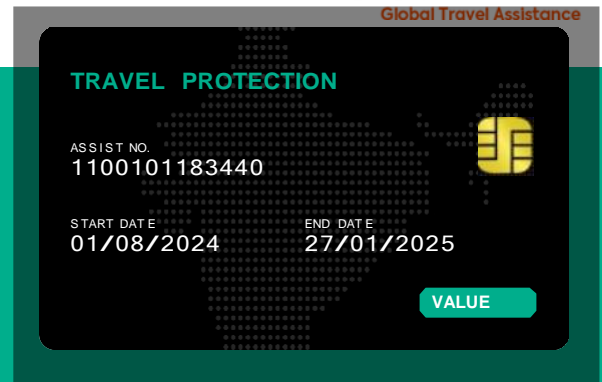 Global Travel Assistance
TRAVEL PROTECTION
ASSIST NO.
1100101183440
START DATE END DATE
01/08/2024 27/01/2025
VALUE